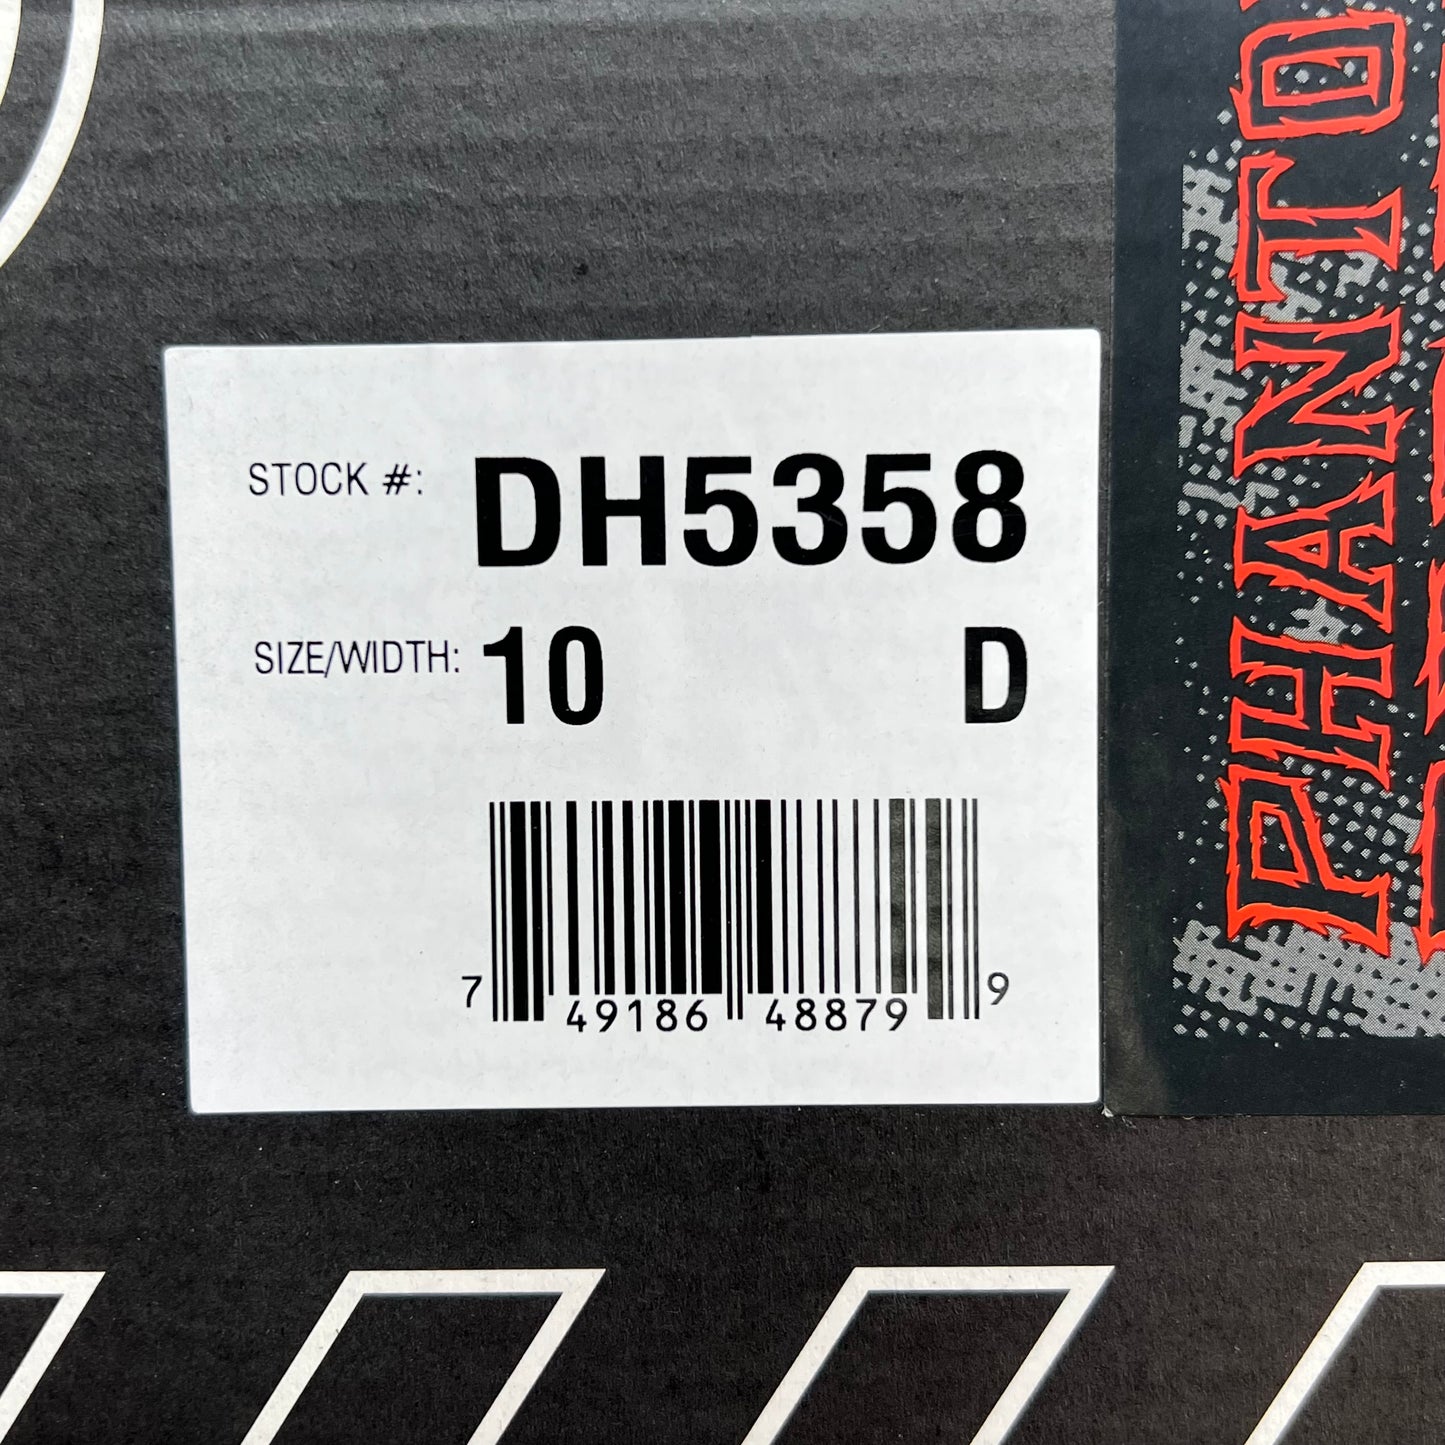 STOCK #: DH5358
SIZE/WIDTH: 10 D
7 49186 48879 9
PHANTO